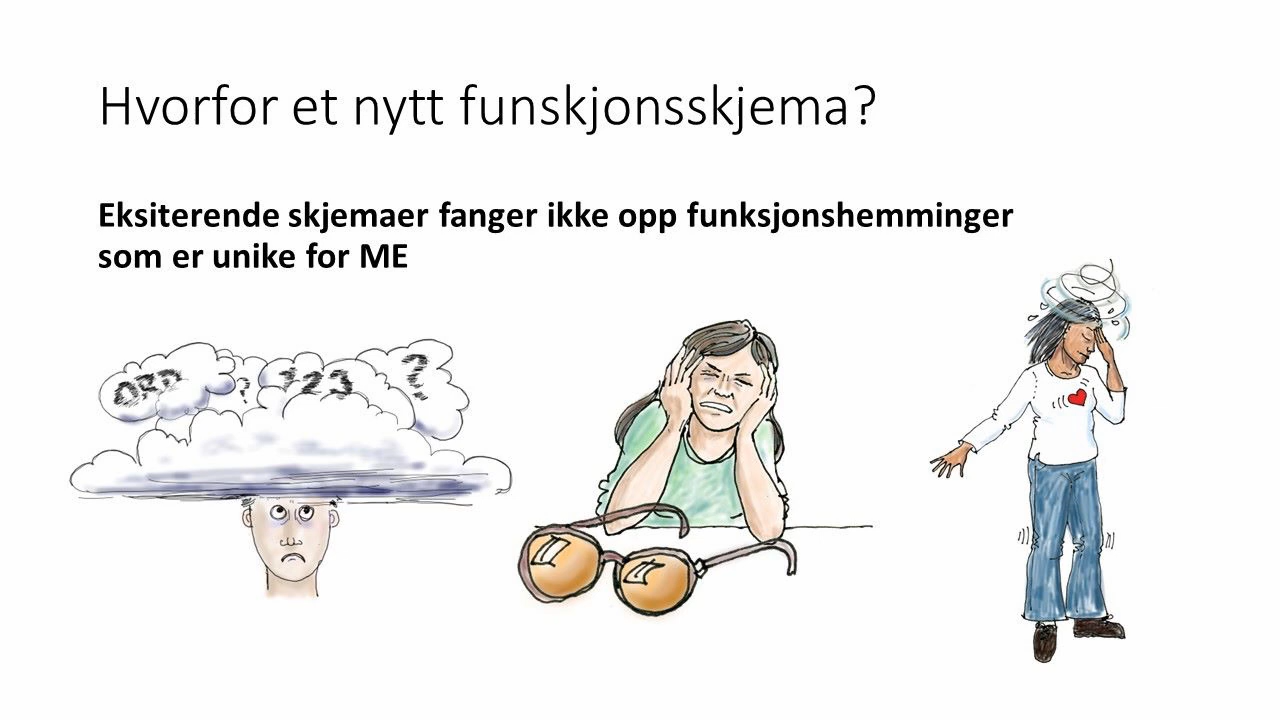 Hvorfor et nytt funskjonsskjema?
Eksiterende skjemaer fanger ikke opp funksjonshemminger
som er unike for ME
ORD ? 123 ?